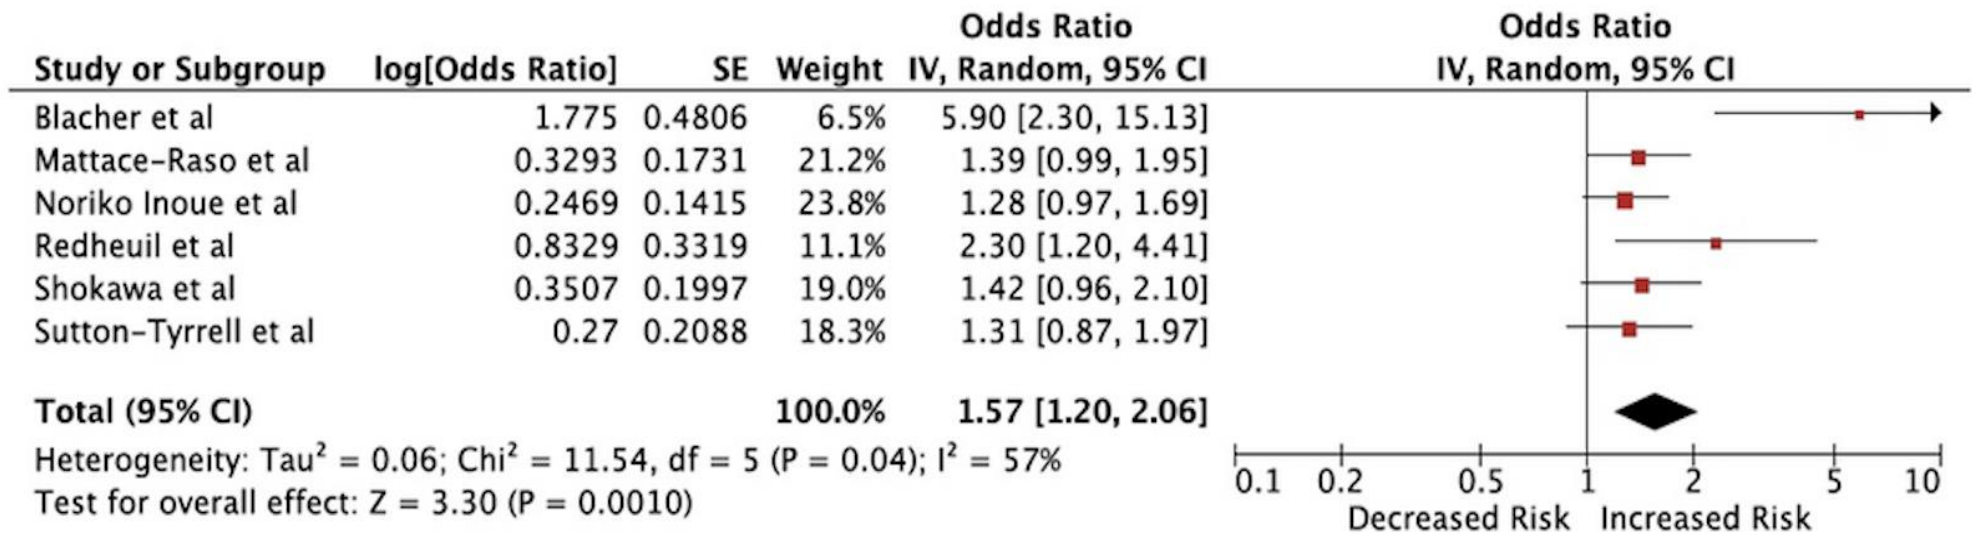 Odds Ratio Odds Ratio
Study or Subgroup log[Odds Ratio] SE Weight IV, Random, 95% CI IV, Random, 95% CI
Blacher et al 1.775 0.4806 6.5% 5.90 [2.30, 15.13]
Mattace-Raso et al 0.3293 0.1731 21.2% 1.39 [0.99, 1.95]
Noriko Inoue et al 0.2469 0.1415 23.8% 1.28 [0.97, 1.69]
Redheuil et al 0.8329 0.3319 11.1% 2.30 [1.20, 4.41]
Shokawa et al 0.3507 0.1997 19.0% 1.42 [0.96, 2.10]
Sutton-Tyrrell et al 0.27 0.2088 18.3% 1.31 [0.87, 1.97]
Total (95% CI) 100.0% 1.57 [1.20, 2.06]
Heterogeneity: Tau² = 0.06; Chi² = 11.54, df = 5 (P = 0.04); I² = 57%
Test for overall effect: Z = 3.30 (P = 0.0010)
0.1 0.2 0.5 1 2 5 10
Decreased Risk Increased Risk